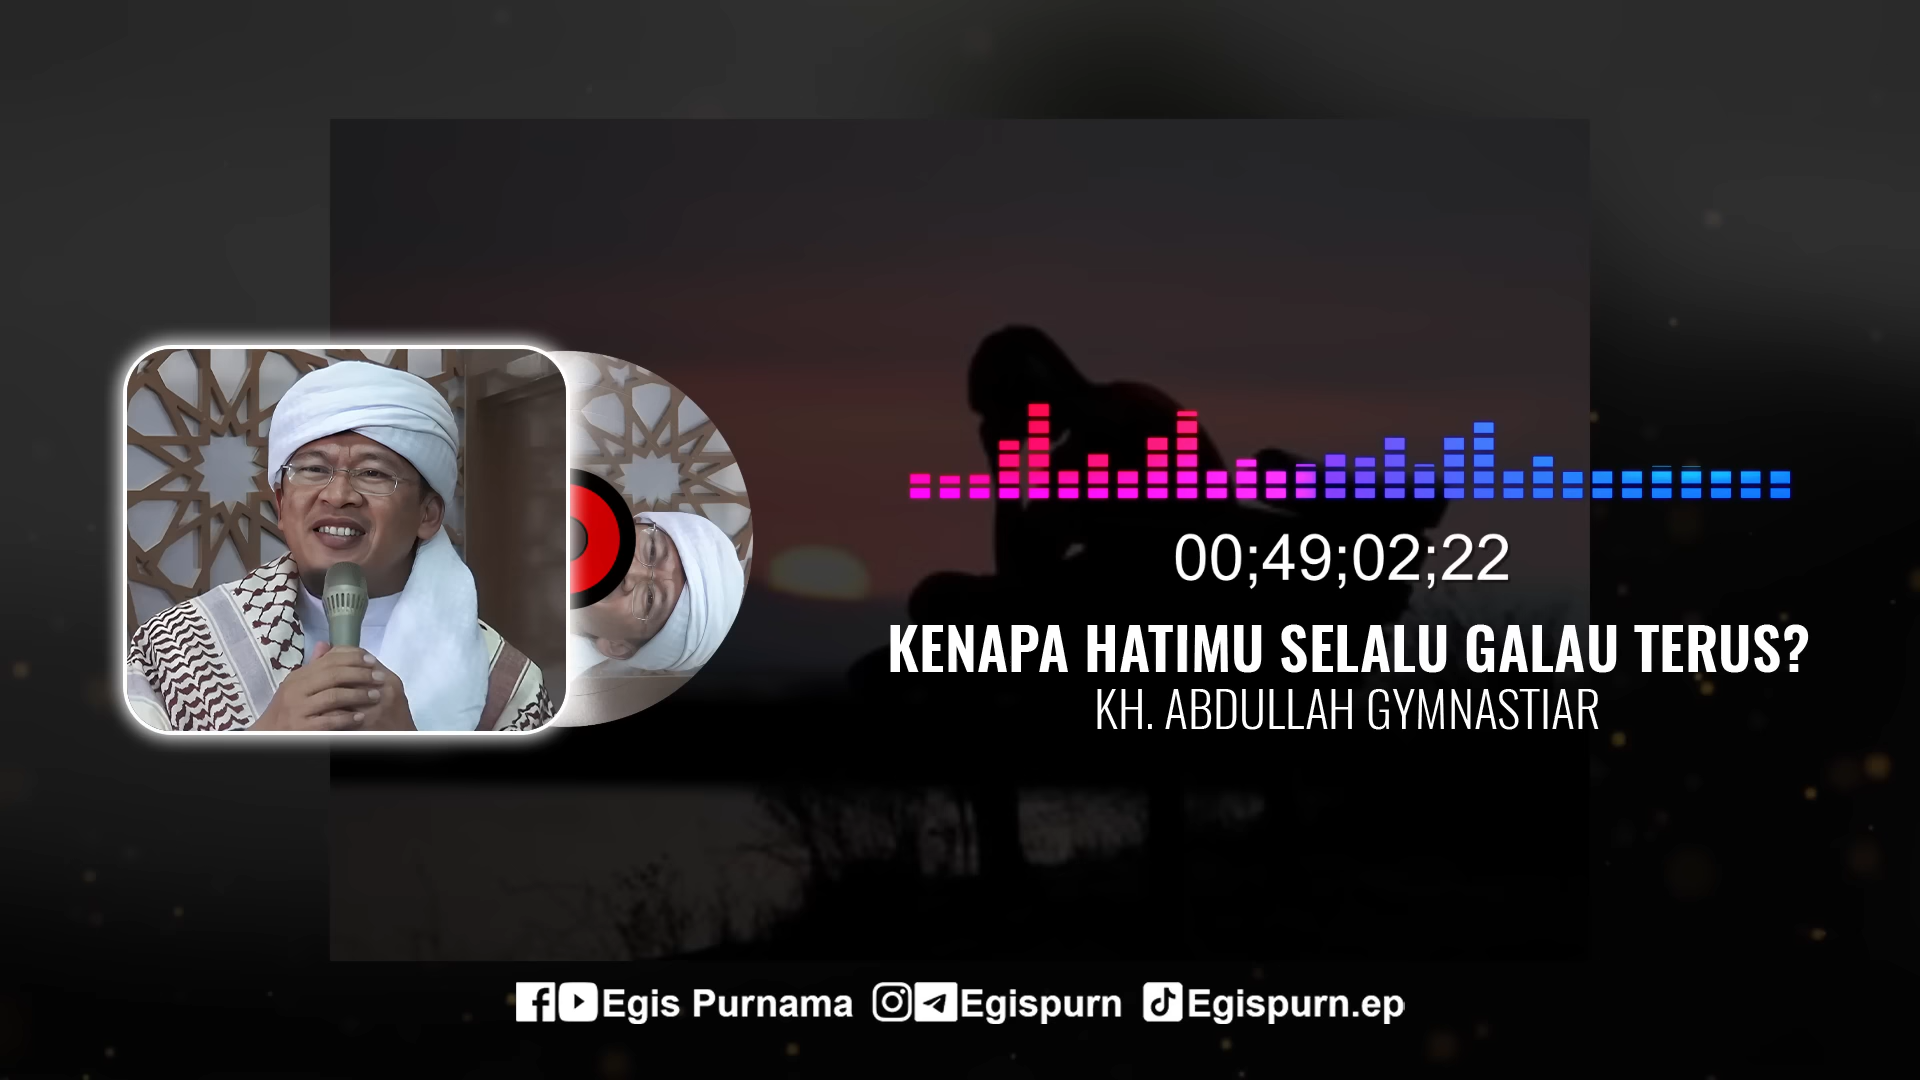 00;49;02;22
KENAPA HATIMU SELALU GALAU TERUS?
KH. ABDULLAH GYMNASTIAR
Egis Purnama Egispurn Egispurn.ep